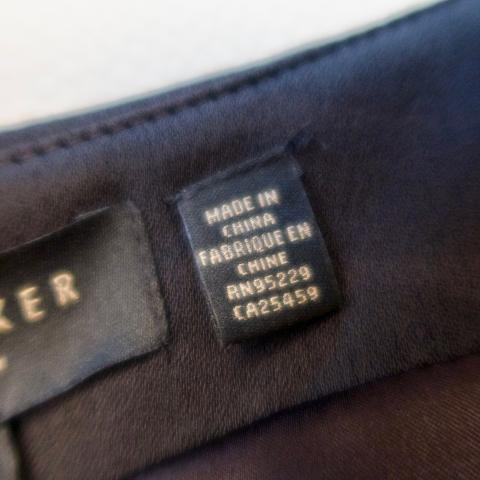 KER
MADE IN
CHINA
FABRIQUE EN
CHINE
RN95229
CA25459